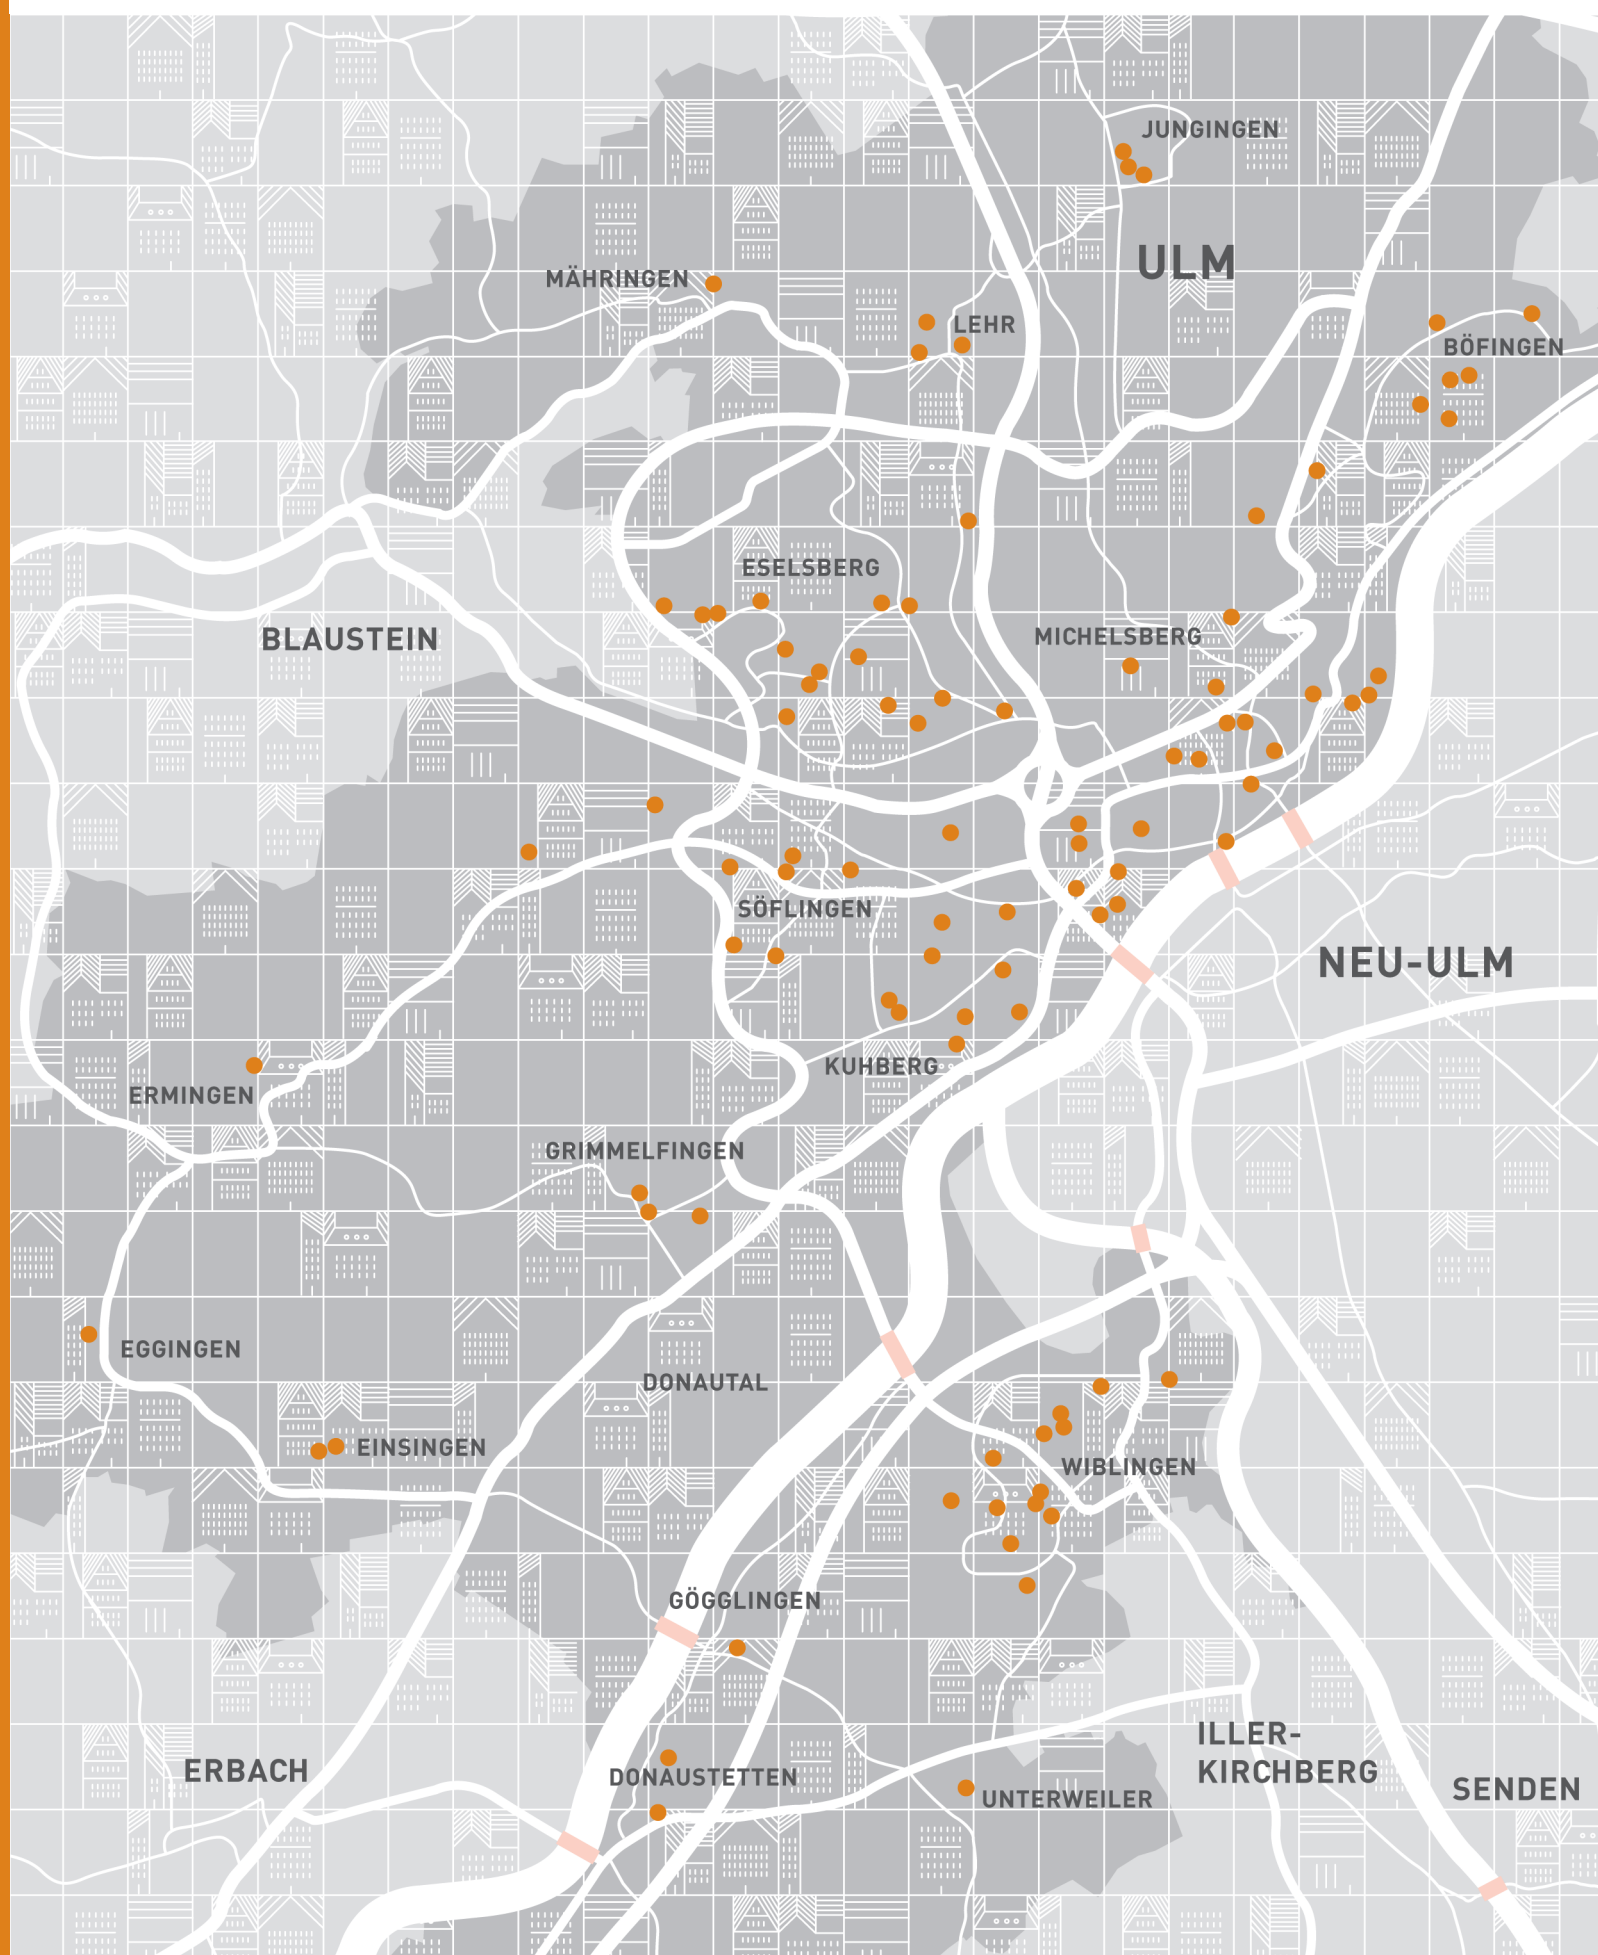 JUNGINGEN
ULM
MÄHRINGEN
LEHR
BÖFINGEN
ESELSBERG
BLAUSTEIN
MICHELSBERG
SÖFLINGEN
NEU-ULM
KUHBERG
ERMINGEN
GRIMMELFINGEN
EGGINGEN
DONAUTAL
EINSINGEN
WIBLINGEN
GÖGGLINGEN
ILLER-
KIRCHBERG
ERBACH
DONAUSTETTEN
SENDEN
UNTERWEILER